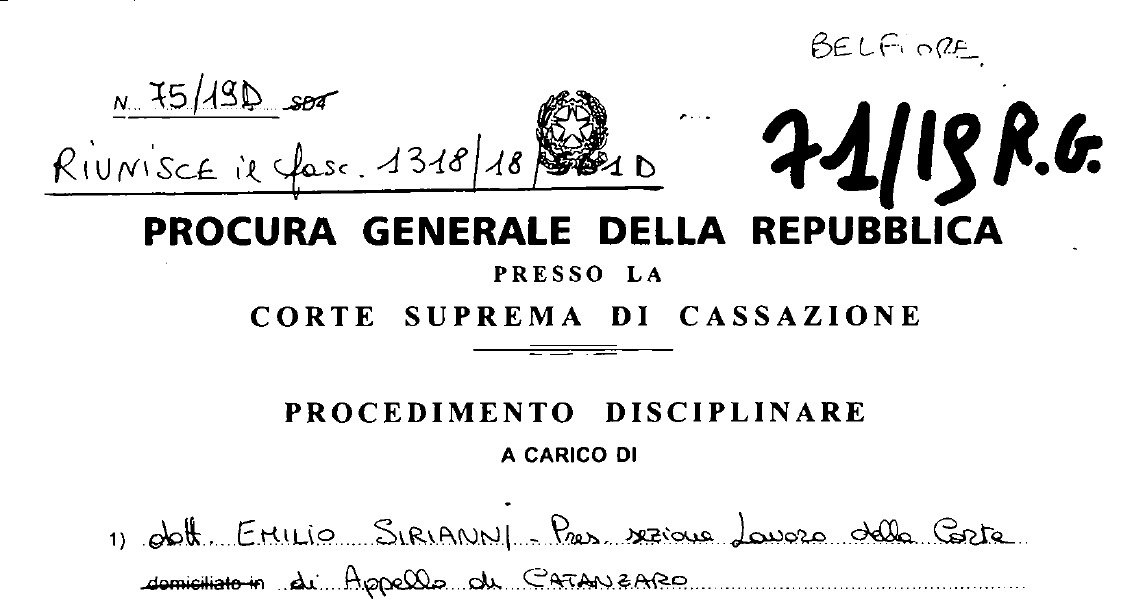 BELFIORE
N. 75/19D SD1
71/19 R.G.
RIUNISCE il fasc. 1318/18/SD1 D
PROCURA GENERALE DELLA REPUBBLICA
PRESSO LA
CORTE SUPREMA DI CASSAZIONE
PROCEDIMENTO DISCIPLINARE
A CARICO DI
1) dott. EMILIO SIRIANNI - Pres. sezione Lavoro della Corte
domiciliato in di Appello di CATANZARO